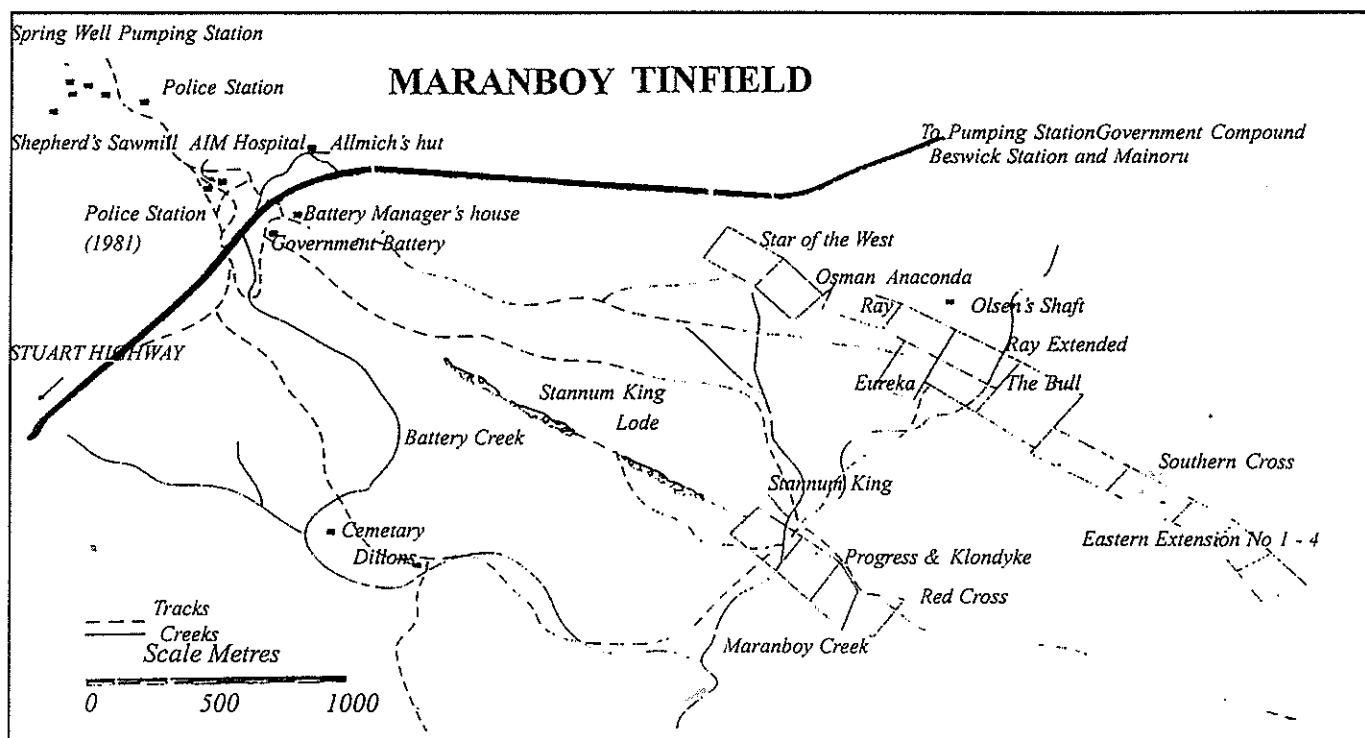 Spring Well Pumping Station
MARANBOY TINFIELD
Police Station
To Pumping StationGovernment Compound
Beswick Station and Mainoru
Shepherd's Sawmill
AIM Hospital
Allmich's hut
Police Station
(1981)
Battery Manager's house
Government Battery
Star of the West
Osman Anaconda
Ray
Olsen's Shaft
STUART HIGHWAY
Ray Extended
Eureka
The Bull
Stannum King
Lode
Battery Creek
Southern Cross
Stannum King
Cemetary
Dillons
Eastern Extension No 1 - 4
Progress & Klondyke
Red Cross
Maranboy Creek
Tracks
Creeks
Scale Metres
0 500 1000